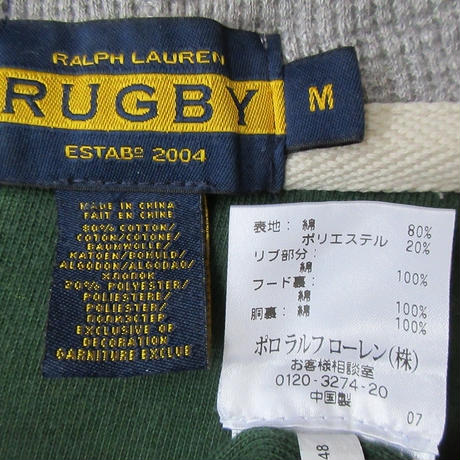 RALPH LAUREN
RUGBY
ESTABD 2004
M
MADE IN CHINA
FAIT EN CHINE
80% COTTON/
COTON/COTONE/
BAUMWOLLE/
KATOEN/BOMULD/
ALGODON/ALGODAO/
ХЛОПОК
20% POLYESTER/
POLIESTERE/
POLIESTER/
ПОЛИЭСТЕР
EXCLUSIVE OF
DECORATION
GARNITURE EXCLUE
表地: 綿 80%
ポリエステル 20%
リブ部分:
綿 100%
フード裏:
綿 100%
胴裏: 綿 100%
ポロ ラルフ ローレン(株)
お客様相談室
0120-3274-20
中国製
07
48